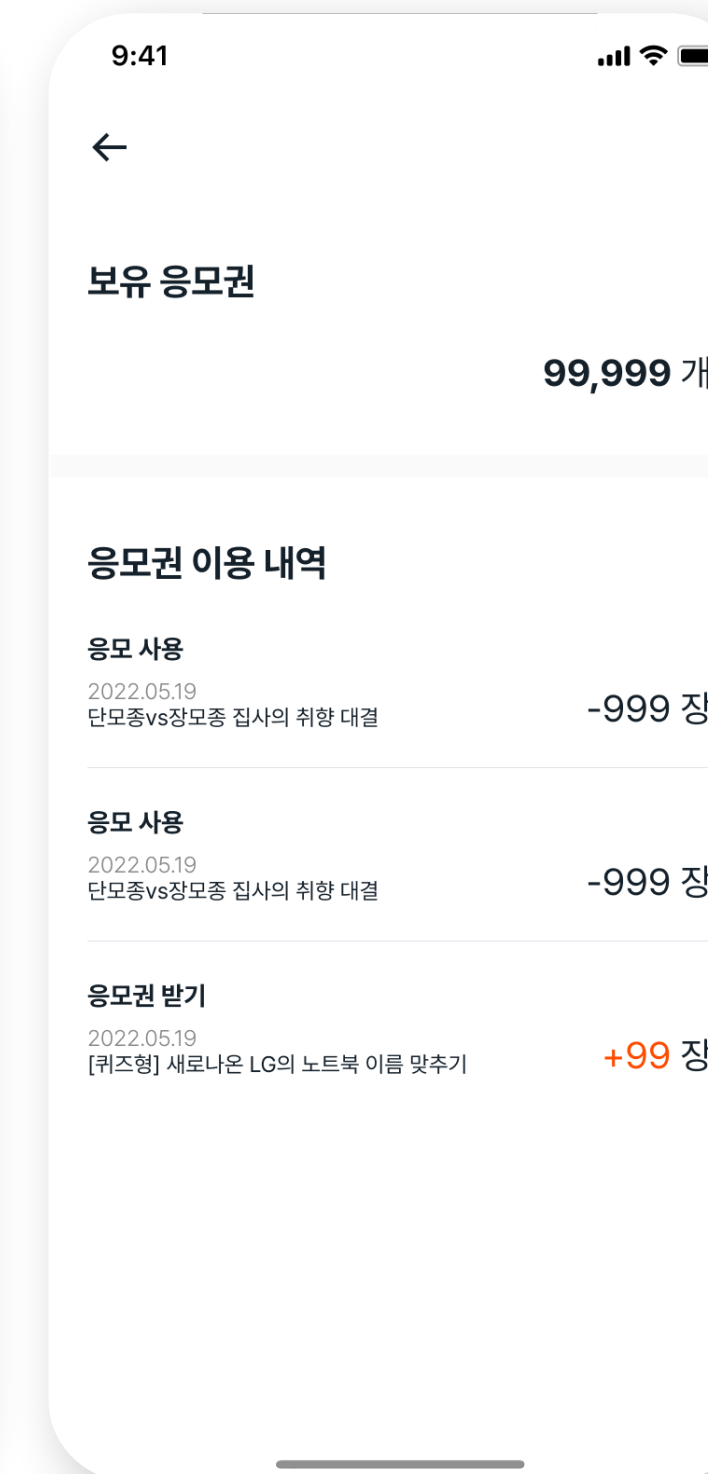 9:41
보유 응모권
99,999 개
응모권 이용 내역
응모 사용
2022.05.19
단모종vs장모종 집사의 취향 대결
-999 장
응모 사용
2022.05.19
단모종vs장모종 집사의 취향 대결
-999 장
응모권 받기
2022.05.19
[퀴즈형] 새로나온 LG의 노트북 이름 맞추기
+99 장